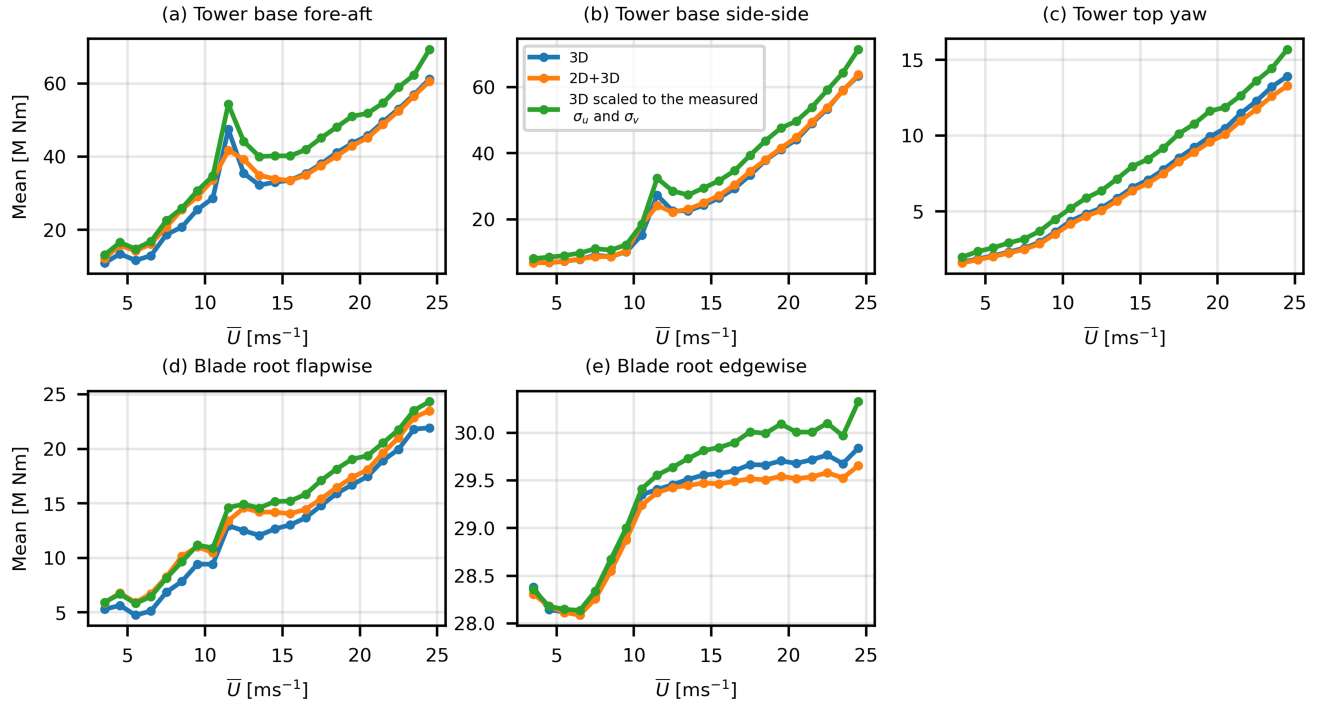 (a) Tower base fore-aft
(b) Tower base side-side
(c) Tower top yaw
Mean [M Nm]
60
40
20
60
40
20
15
10
5
3D
2D+3D
3D scaled to the measured
σᵤ and σᵥ
5 10 15 20 25
5 10 15 20 25
5 10 15 20 25
U̅ [ms⁻¹]
U̅ [ms⁻¹]
U̅ [ms⁻¹]
(d) Blade root flapwise
(e) Blade root edgewise
Mean [M Nm]
25
20
15
10
5
30.0
29.5
29.0
28.5
28.0
5 10 15 20 25
5 10 15 20 25
U̅ [ms⁻¹]
U̅ [ms⁻¹]